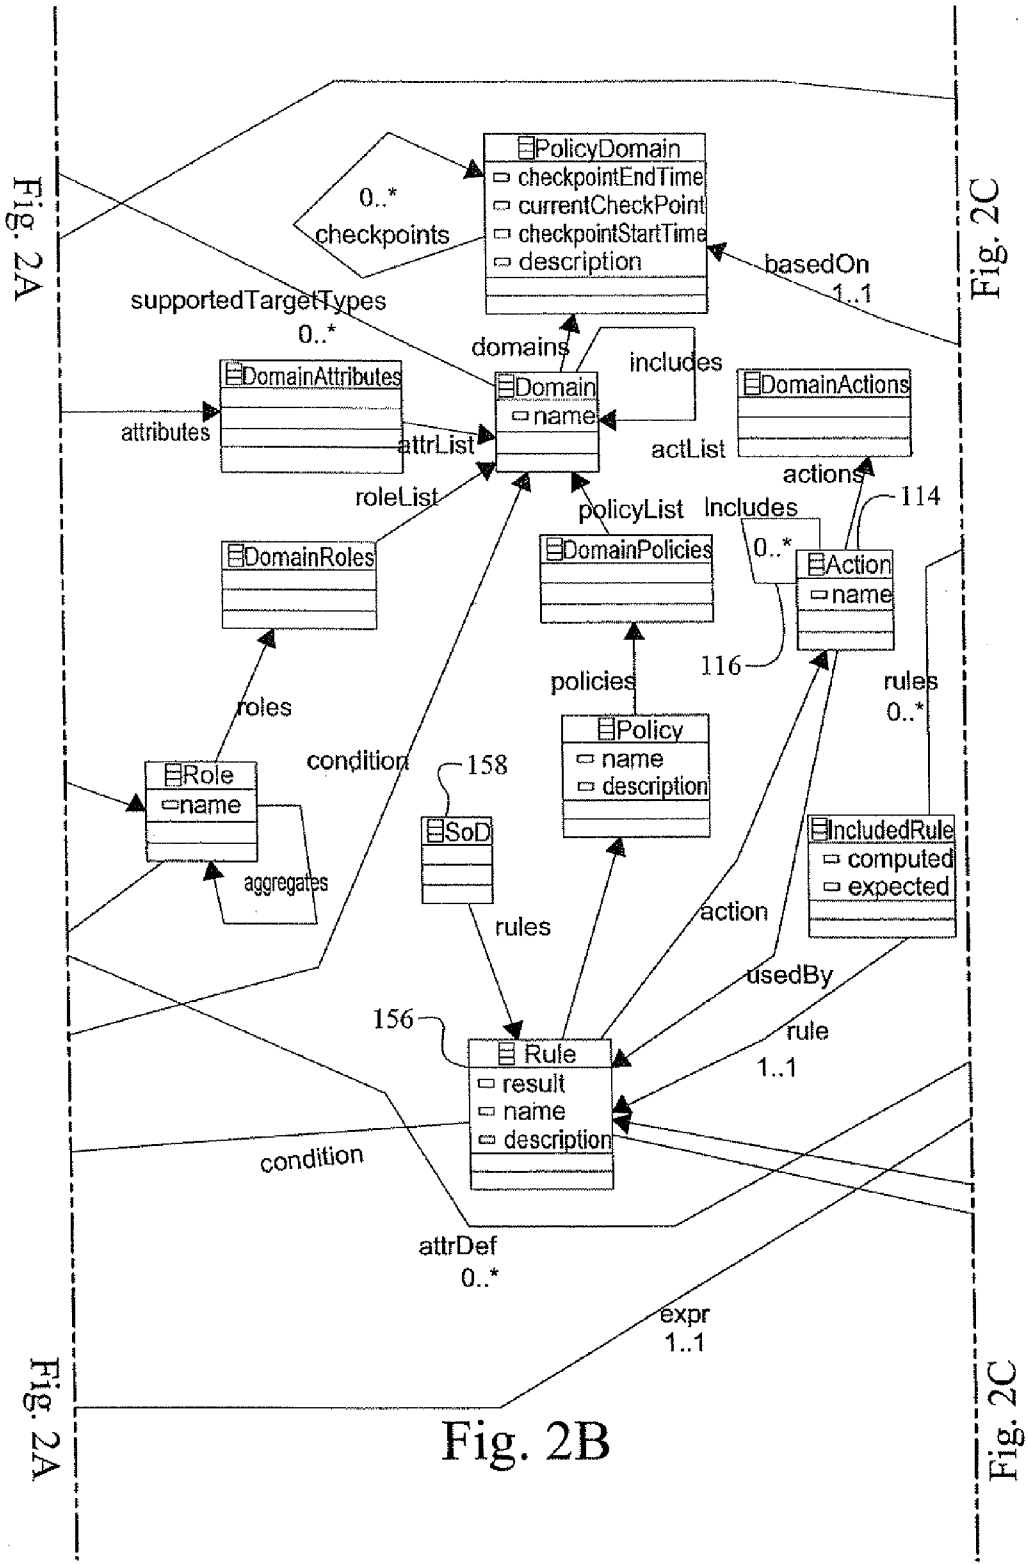 Fig. 2A
Fig. 2C
PolicyDomain
checkpointEndTime
currentCheckPoint
checkpointStartTime
description
0..*
checkpoints
basedOn
1..1
supportedTargetTypes
0..*
domains
includes
DomainAttributes
attributes
attrList
Domain
name
DomainActions
actList
actions
roleList
policyList
Includes
0..*
114
DomainRoles
DomainPolicies
Action
name
116
rules
0..*
roles
policies
condition
Policy
name
description
Role
name
aggregates
158
SoD
rules
IncludedRule
computed
expected
action
usedBy
rule
1..1
156
Rule
result
name
description
condition
attrDef
0..*
expr
1..1
Fig. 2A
Fig. 2C
Fig. 2B